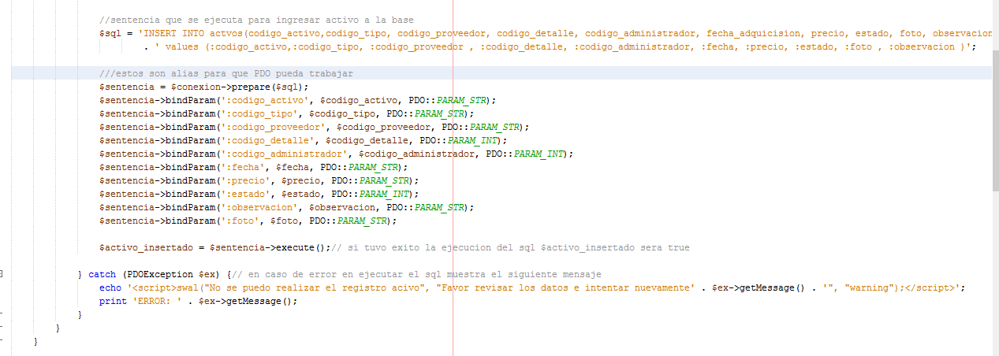 //sentencia que se ejecuta para ingresar activo a la base
$sql = 'INSERT INTO actvos(codigo_activo,codigo_tipo, codigo_proveedor, codigo_detalle, codigo_administrador, fecha_adquicision, precio, estado, foto, observacion
. ' values (:codigo_activo,:codigo_tipo, :codigo_proveedor , :codigo_detalle, :codigo_administrador, :fecha, :precio, :estado, :foto , :observacion )';
///estos son alias para que PDO pueda trabajar
$sentencia = $conexion->prepare($sql);
$sentencia->bindParam(':codigo_activo', $codigo_activo, PDO::PARAM_STR);
$sentencia->bindParam(':codigo_tipo', $codigo_tipo, PDO::PARAM_STR);
$sentencia->bindParam(':codigo_proveedor', $codigo_proveedor, PDO::PARAM_STR);
$sentencia->bindParam(':codigo_detalle', $codigo_detalle, PDO::PARAM_INT);
$sentencia->bindParam(':codigo_administrador', $codigo_administrador, PDO::PARAM_INT);
$sentencia->bindParam(':fecha', $fecha, PDO::PARAM_STR);
$sentencia->bindParam(':precio', $precio, PDO::PARAM_STR);
$sentencia->bindParam(':estado', $estado, PDO::PARAM_INT);
$sentencia->bindParam(':observacion', $observacion, PDO::PARAM_STR);
$sentencia->bindParam(':foto', $foto, PDO::PARAM_STR);
$activo_insertado = $sentencia->execute();// si tuvo exito la ejecucion del sql $activo_insertado sera true
} catch (PDOException $ex) {// en caso de error en ejecutar el sql muestra el siguiente mensaje
echo '<script>swal("No se puedo realizar el registro acivo", "Favor revisar los datos e intentar nuevamente' . $ex->getMessage() . '", "warning");</script>';
print 'ERROR: ' . $ex->getMessage();
}
}
}